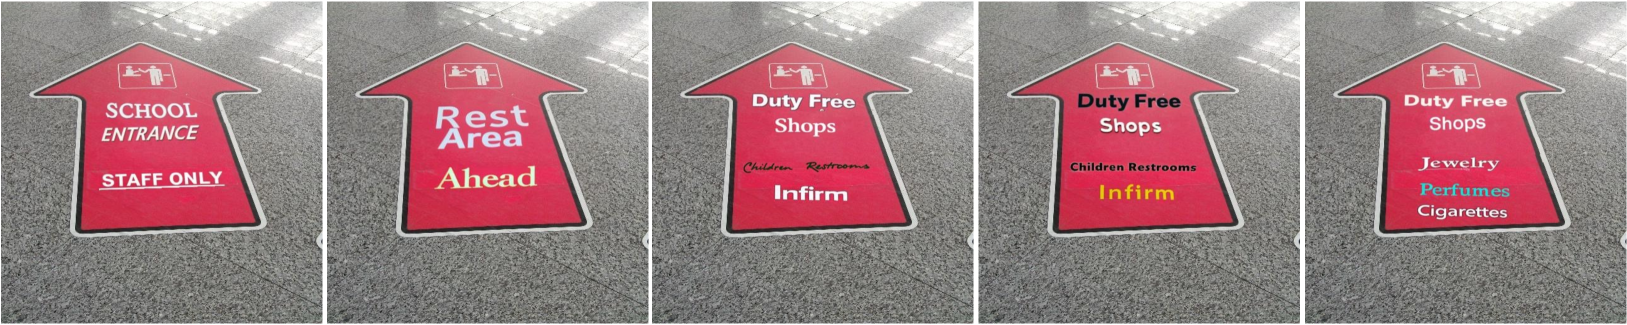 SCHOOL
ENTRANCE
STAFF ONLY
Rest
Area
Ahead
Duty Free
Shops
Children Restrooms
Infirm
Duty Free
Shops
Children Restrooms
Infirm
Duty Free
Shops
Jewelry
Perfumes
Cigarettes